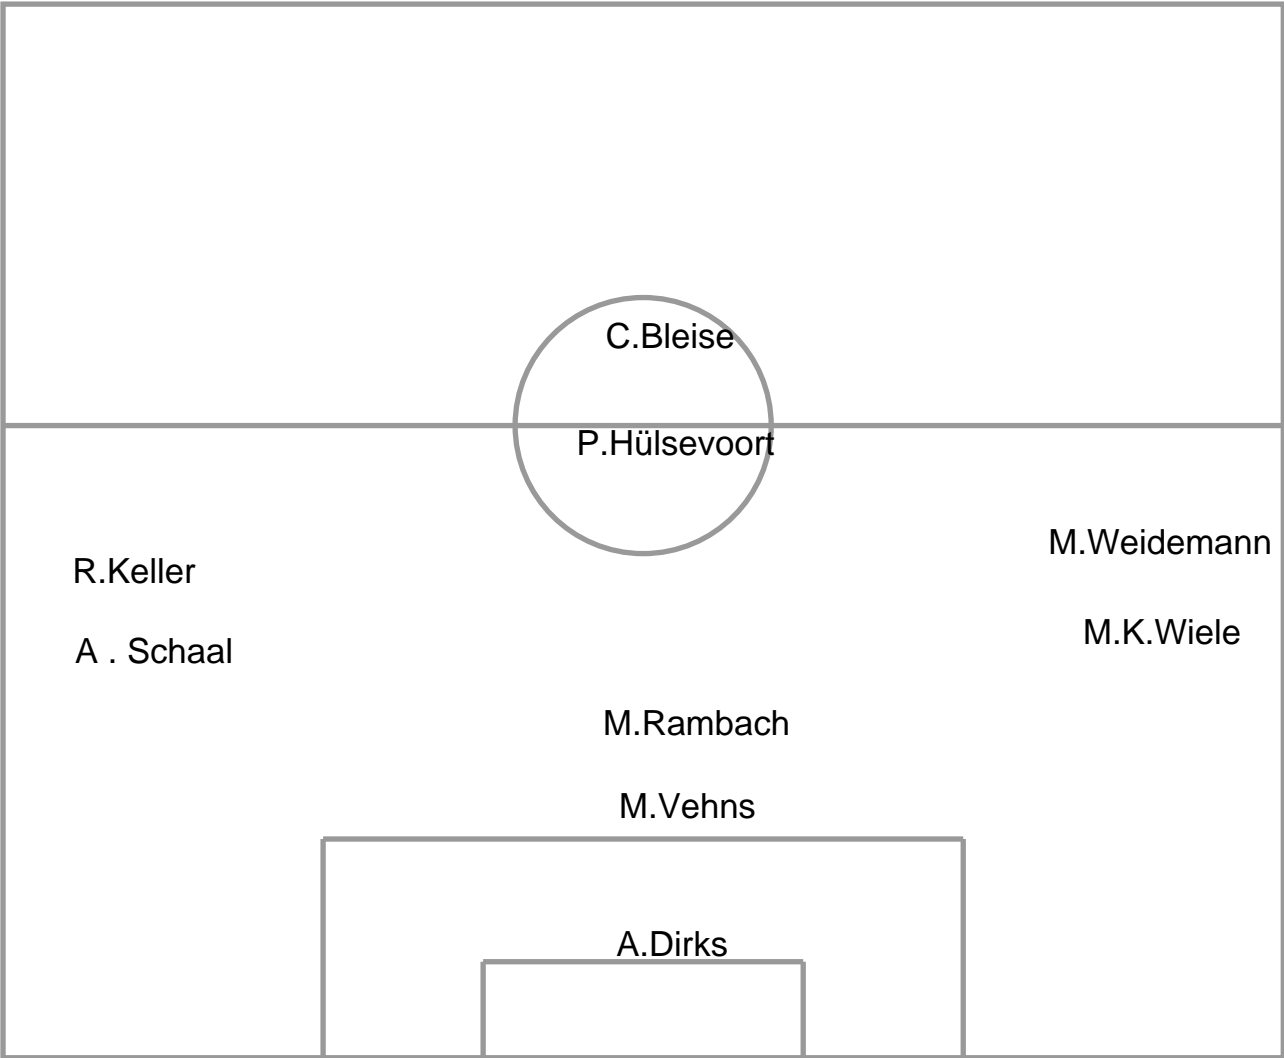 C.Bleise
P.Hülsevoort
M.Weidemann
R.Keller
M.K.Wiele
A . Schaal
M.Rambach
M.Vehns
A.Dirks